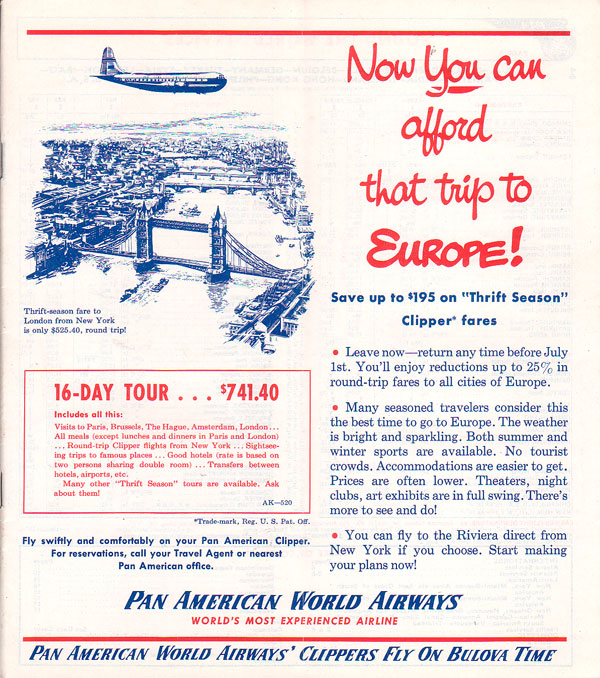 Now You can
afford
that trip to
EUROPE!
Save up to $195 on "Thrift Season"
Clipper* fares
• Leave now—return any time before July
1st. You'll enjoy reductions up to 25% in
round-trip fares to all cities of Europe.
• Many seasoned travelers consider this
the best time to go to Europe. The weather
is bright and sparkling. Both summer and
winter sports are available. No tourist
crowds. Accommodations are easier to get.
Prices are often lower. Theaters, night
clubs, art exhibits are in full swing. There's
more to see and do!
• You can fly to the Riviera direct from
New York if you choose. Start making
your plans now!
Thrift-season fare to
London from New York
is only $525.40, round trip!
16-DAY TOUR . . . $741.40
Includes all this:
Visits to Paris, Brussels, The Hague, Amsterdam, London...
All meals (except lunches and dinners in Paris and London)
... Round-trip Clipper flights from New York ... Sightsee-
ing trips to famous places ... Good hotels (rate is based on
two persons sharing double room) ... Transfers between
hotels, airports, etc.
Many other "Thrift Season" tours are available. Ask
about them!
AK—520
*Trade-mark, Reg. U. S. Pat. Off.
Fly swiftly and comfortably on your Pan American Clipper.
For reservations, call your Travel Agent or nearest
Pan American office.
PAN AMERICAN WORLD AIRWAYS
WORLD'S MOST EXPERIENCED AIRLINE
PAN AMERICAN WORLD AIRWAYS' CLIPPERS FLY ON BULOVA TIME